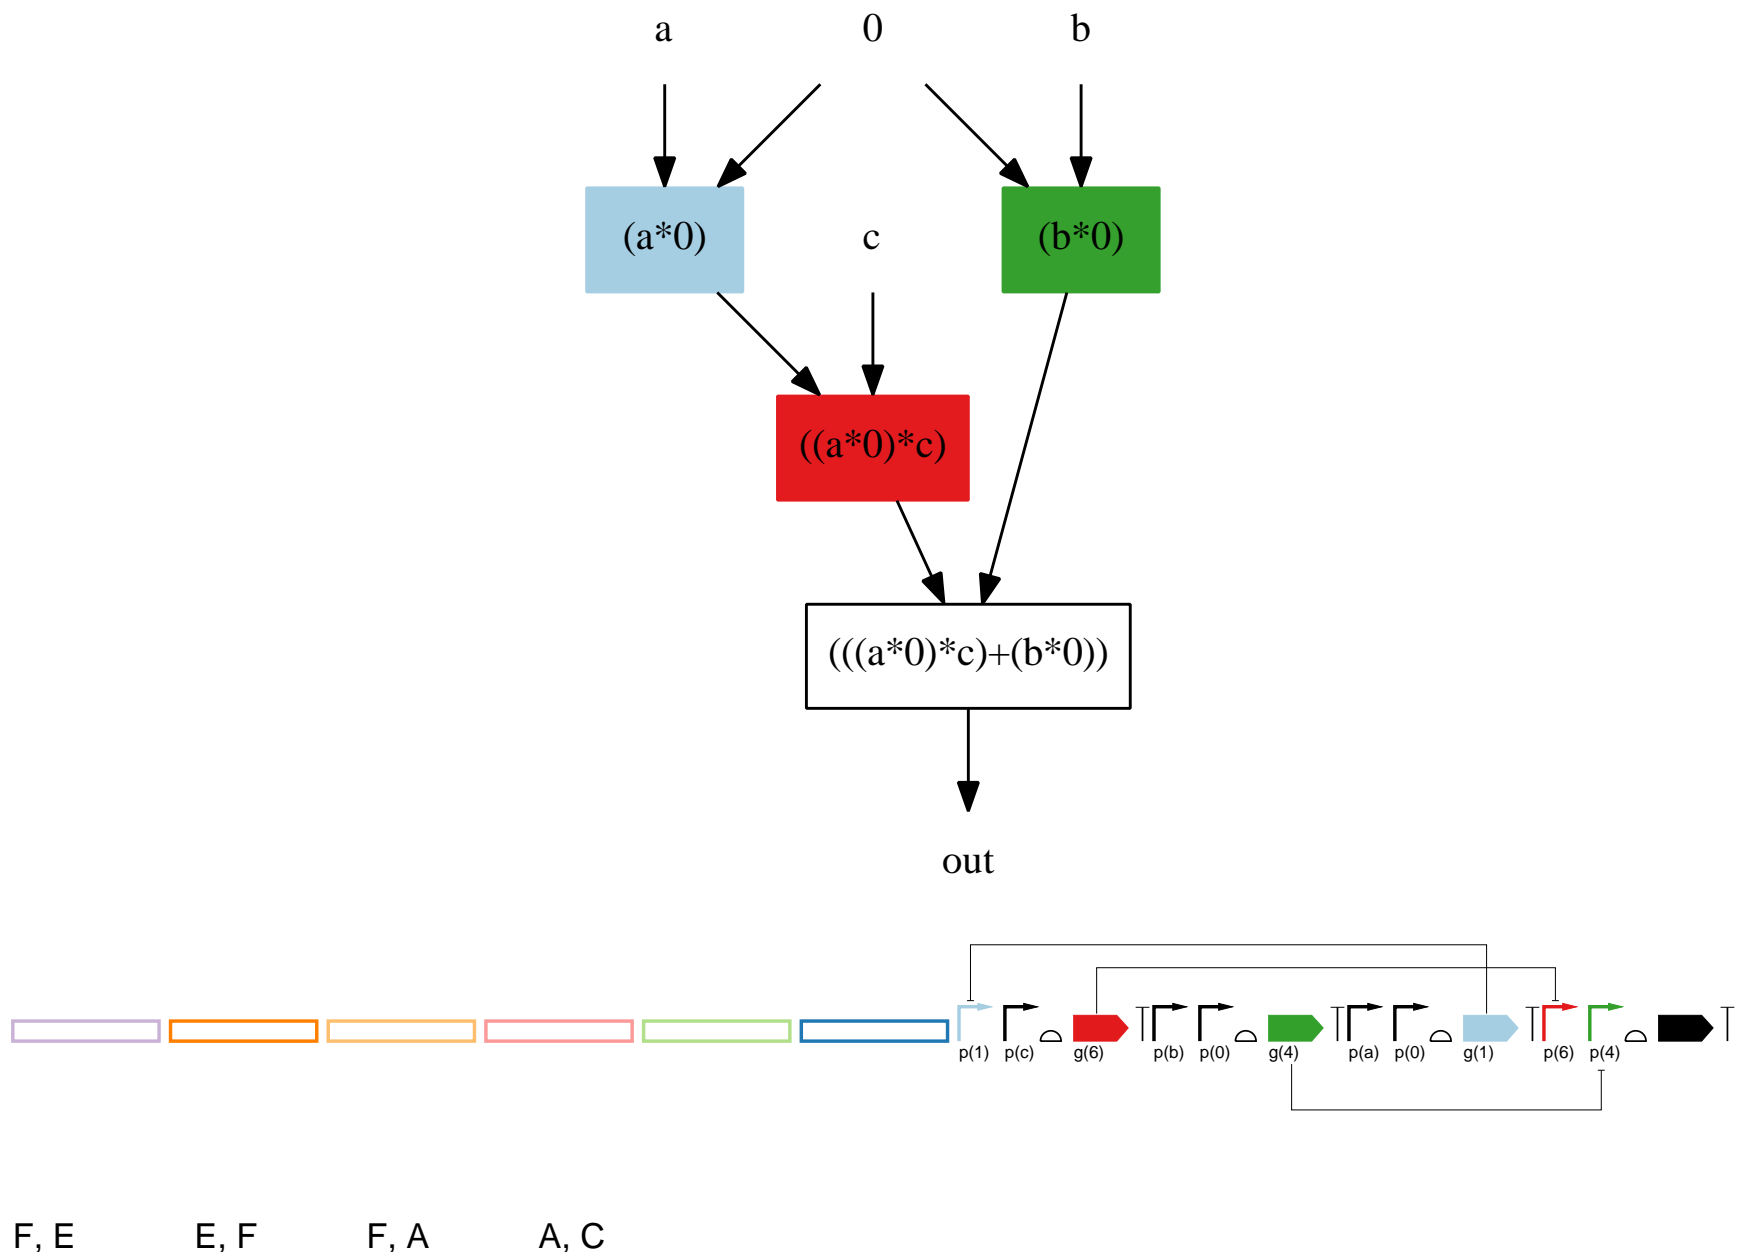 a 0 b
(a*0) c (b*0)
((a*0)*c)
(((a*0)*c)+(b*0))
out
p(1) p(c) g(6) p(b) p(0) g(4) p(a) p(0) g(1) p(6) p(4)
F, E E, F F, A A, C